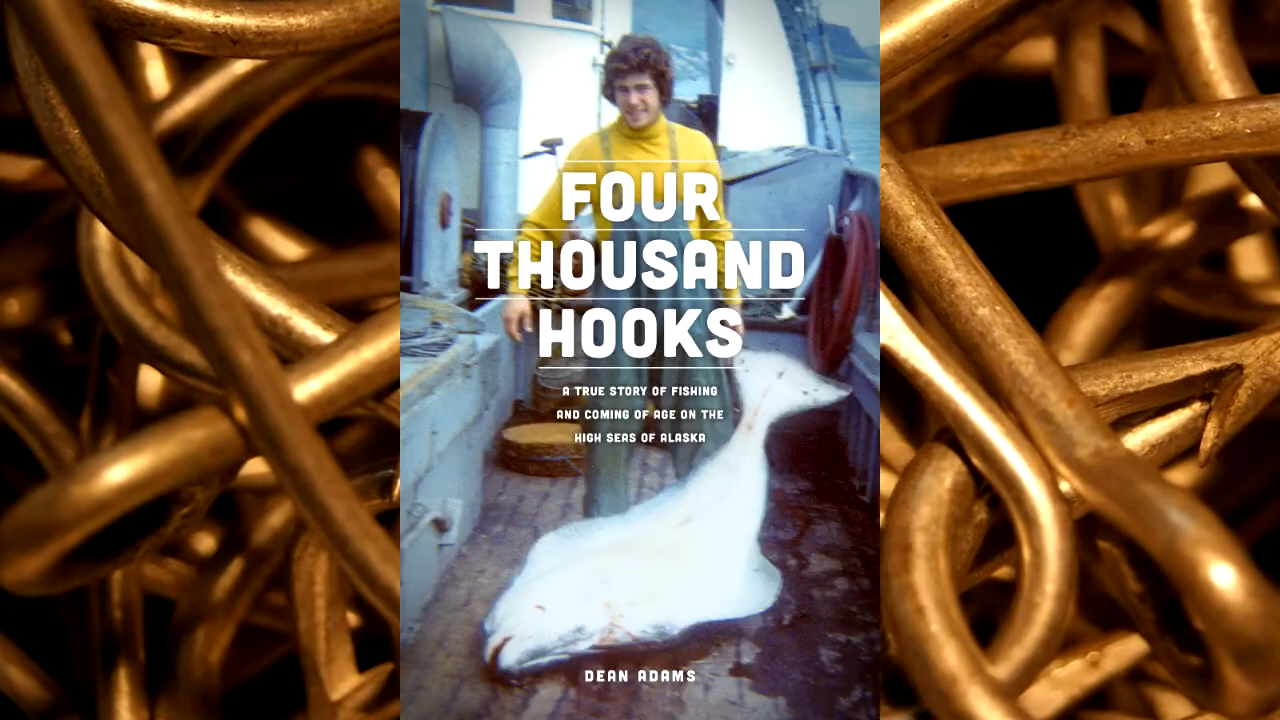 FOUR
THOUSAND
HOOKS
A TRUE STORY OF FISHING
AND COMING OF AGE ON THE
HIGH SEAS OF ALASKA
DEAN ADAMS